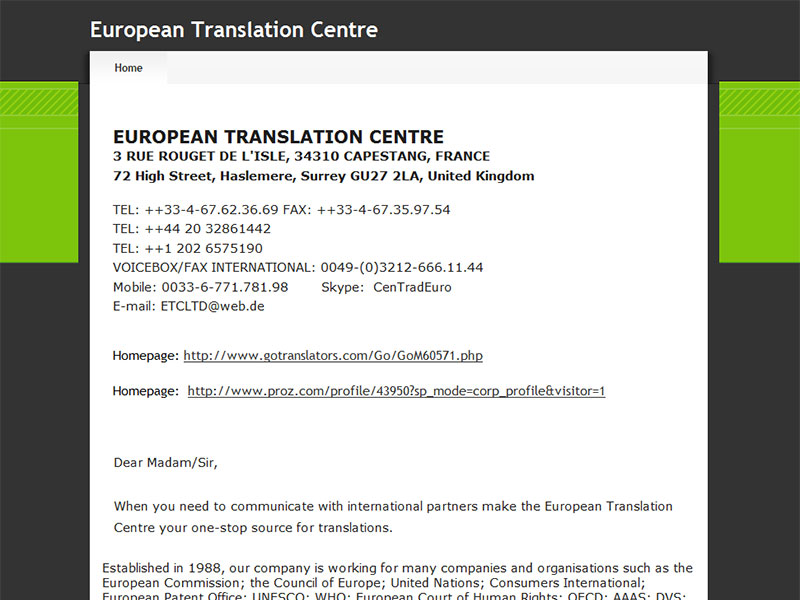 European Translation Centre
Home
EUROPEAN TRANSLATION CENTRE
3 RUE ROUGET DE L'ISLE, 34310 CAPESTANG, FRANCE
72 High Street, Haslemere, Surrey GU27 2LA, United Kingdom
TEL: ++33-4-67.62.36.69 FAX: ++33-4-67.35.97.54
TEL: ++44 20 32861442
TEL: ++1 202 6575190
VOICEBOX/FAX INTERNATIONAL: 0049-(0)3212-666.11.44
Mobile: 0033-6-771.781.98 Skype: CenTradEuro
E-mail: ETCLTD@web.de
Homepage: http://www.gotranslators.com/Go/GoM60571.php
Homepage: http://www.proz.com/profile/43950?sp_mode=corp_profile&visitor=1
Dear Madam/Sir,
When you need to communicate with international partners make the European Translation
Centre your one-stop source for translations.
Established in 1988, our company is working for many companies and organisations such as the
European Commission; the Council of Europe; United Nations; Consumers International;
European Patent Office; UNESCO; WHO; European Court of Human Rights; OECD; AAAS; DVS;